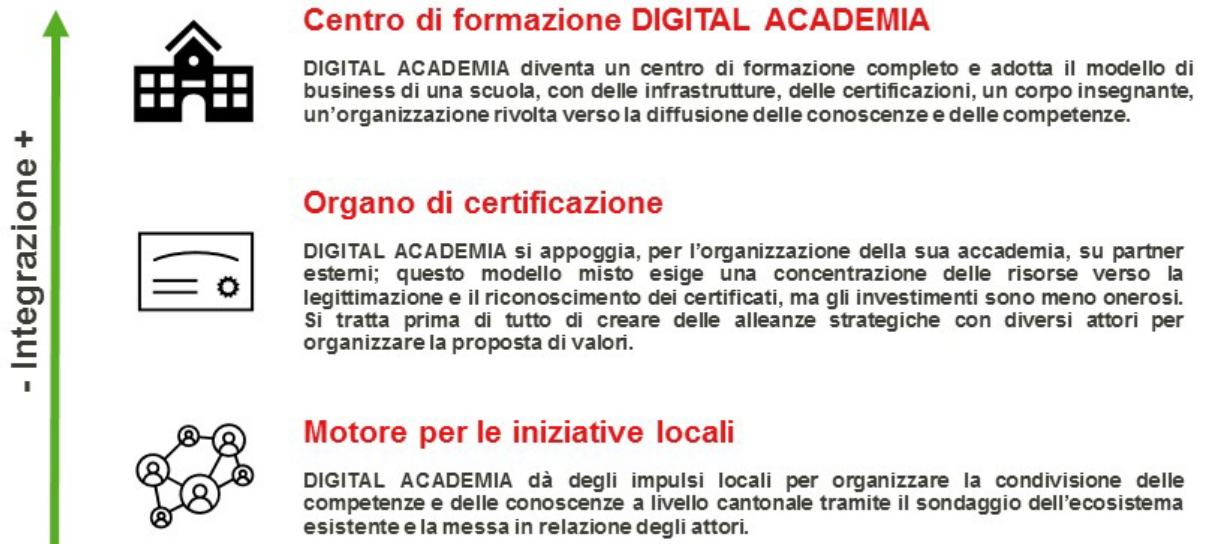 Centro di formazione DIGITAL ACADEMIA
DIGITAL ACADEMIA diventa un centro di formazione completo e adotta il modello di
business di una scuola, con delle infrastrutture, delle certificazioni, un corpo insegnante,
un'organizzazione rivolta verso la diffusione delle conoscenze e delle competenze.
- Integrazione +
Organo di certificazione
DIGITAL ACADEMIA si appoggia, per l'organizzazione della sua accademia, su partner
esterni; questo modello misto esige una concentrazione delle risorse verso la
legittimazione e il riconoscimento dei certificati, ma gli investimenti sono meno onerosi.
Si tratta prima di tutto di creare delle alleanze strategiche con diversi attori per
organizzare la proposta di valori.
Motore per le iniziative locali
DIGITAL ACADEMIA dà degli impulsi locali per organizzare la condivisione delle
competenze e delle conoscenze a livello cantonale tramite il sondaggio dell'ecosistema
esistente e la messa in relazione degli attori.